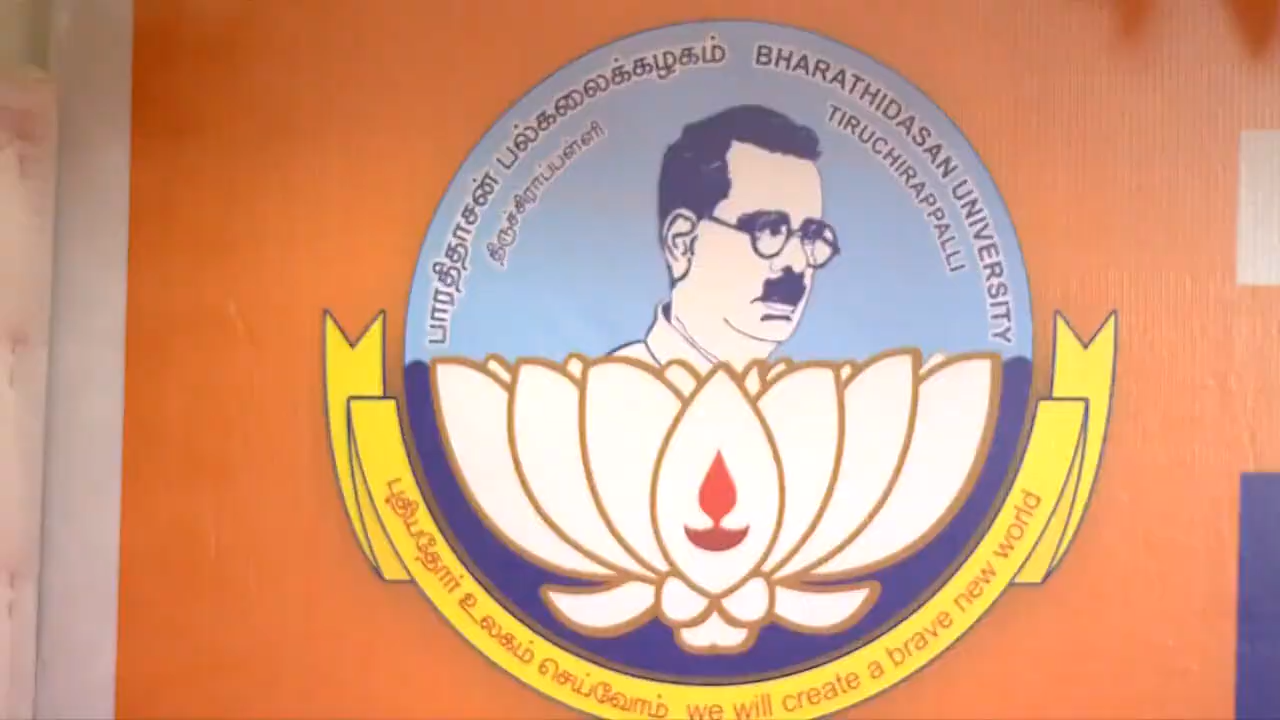 பாரதிதாசன் பல்கலைக்கழகம்
திருச்சிராப்பள்ளி
BHARATHIDASAN UNIVERSITY
TIRUCHIRAPPALLI
புதியதோர் உலகம் செய்வோம்
we will create a brave new world